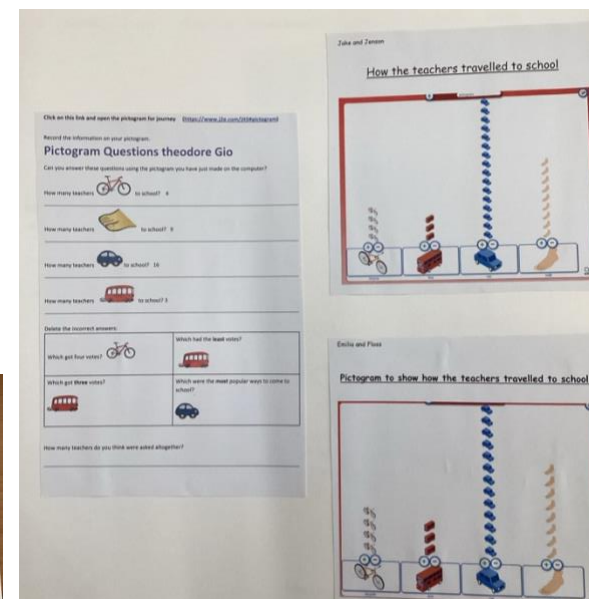 Click on this link and open the pictogram for journey
Record the information on your pictogram.
Pictogram Questions theodore Gio
Can you answer these questions using the pictogram you have just made on the computer?
How many teachers to school? 4
How many teachers to school? 9
How many teachers to school? 16
How many teachers to school? 3
Delete the incorrect answers
Which got four votes?
Which had the least votes?
Which got three votes?
Which were the most popular ways to come to
school?
How many teachers do you think were asked altogether?
How the teachers travelled to school
Emilia and Floss
Pictogram to show how the teachers travelled to school